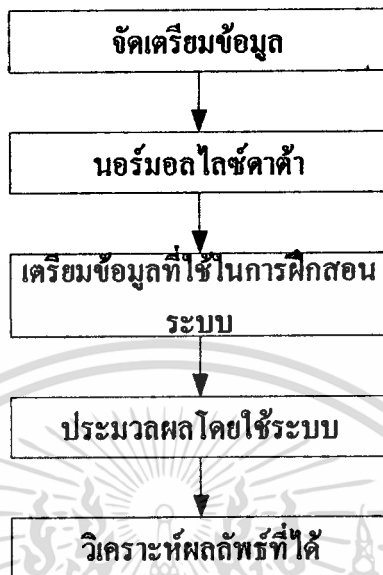 จัดเตรียมข้อมูล
นอร์มอลไลซ์ดาต้า
เตรียมข้อมูลที่ใช้ในการฝึกสอน
ระบบ
ประมวลผลโดยใช้ระบบ
วิเคราะห์ผลลัพธ์ที่ได้